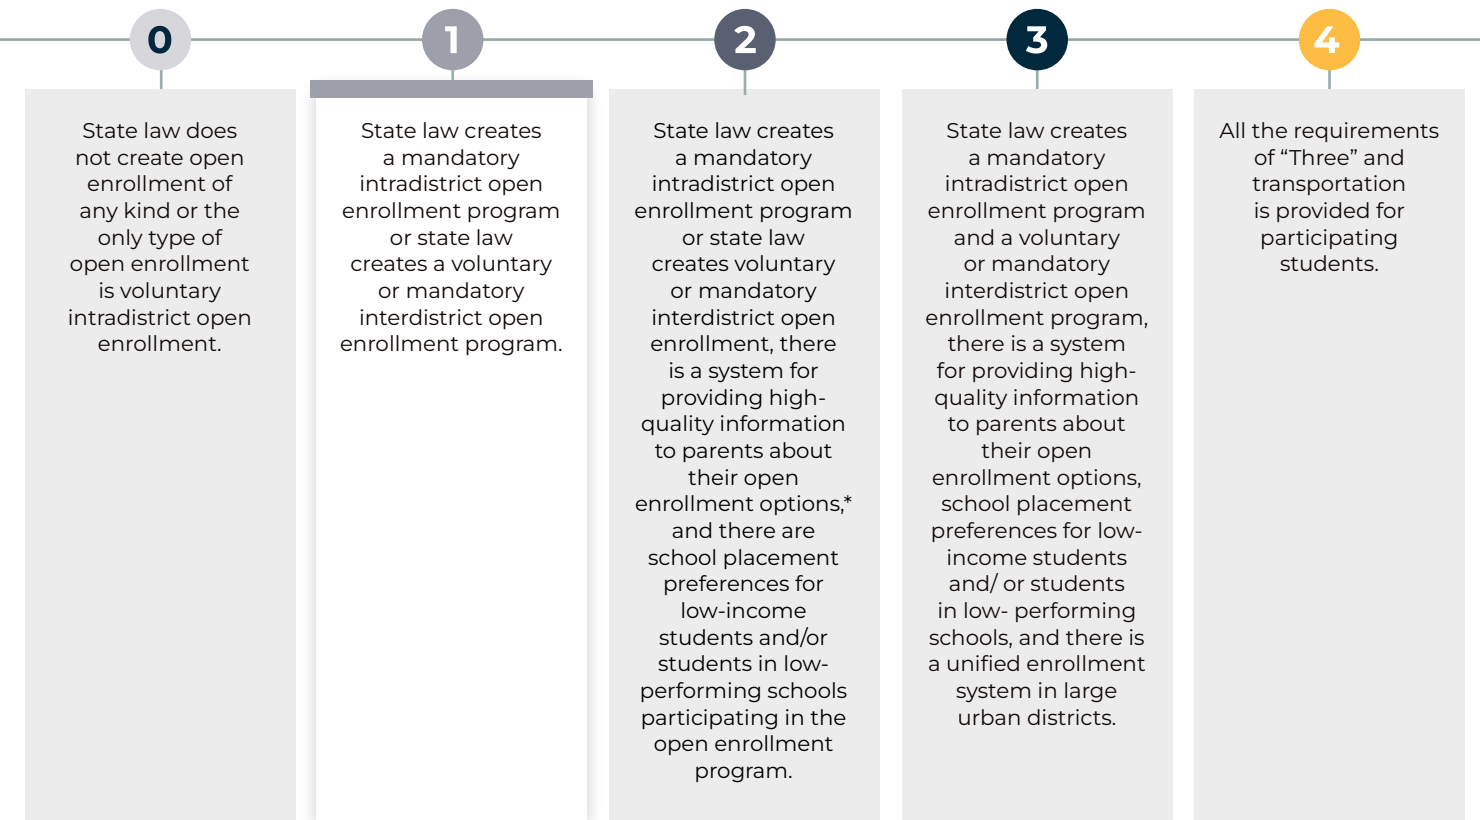 0
State law does
not create open
enrollment of
any kind or the
only type of
open enrollment
is voluntary
intradistrict open
enrollment.
1
State law creates
a mandatory
intradistrict open
enrollment program
or state law
creates a voluntary
or mandatory
interdistrict open
enrollment program.
2
State law creates
a mandatory
intradistrict open
enrollment program
or state law
creates voluntary
or mandatory
interdistrict open
enrollment, there
is a system for
providing high-
quality information
to parents about
their open
enrollment options,*
and there are
school placement
preferences for
low-income
students and/or
students in low-
performing schools
participating in the
open enrollment
program.
3
State law creates
a mandatory
intradistrict open
enrollment program
and a voluntary
or mandatory
interdistrict open
enrollment program,
there is a system
for providing high-
quality information
to parents about
their open
enrollment options,
school placement
preferences for low-
income students
and/ or students
in low- performing
schools, and there is
a unified enrollment
system in large
urban districts.
4
All the requirements
of “Three” and
transportation
is provided for
participating
students.